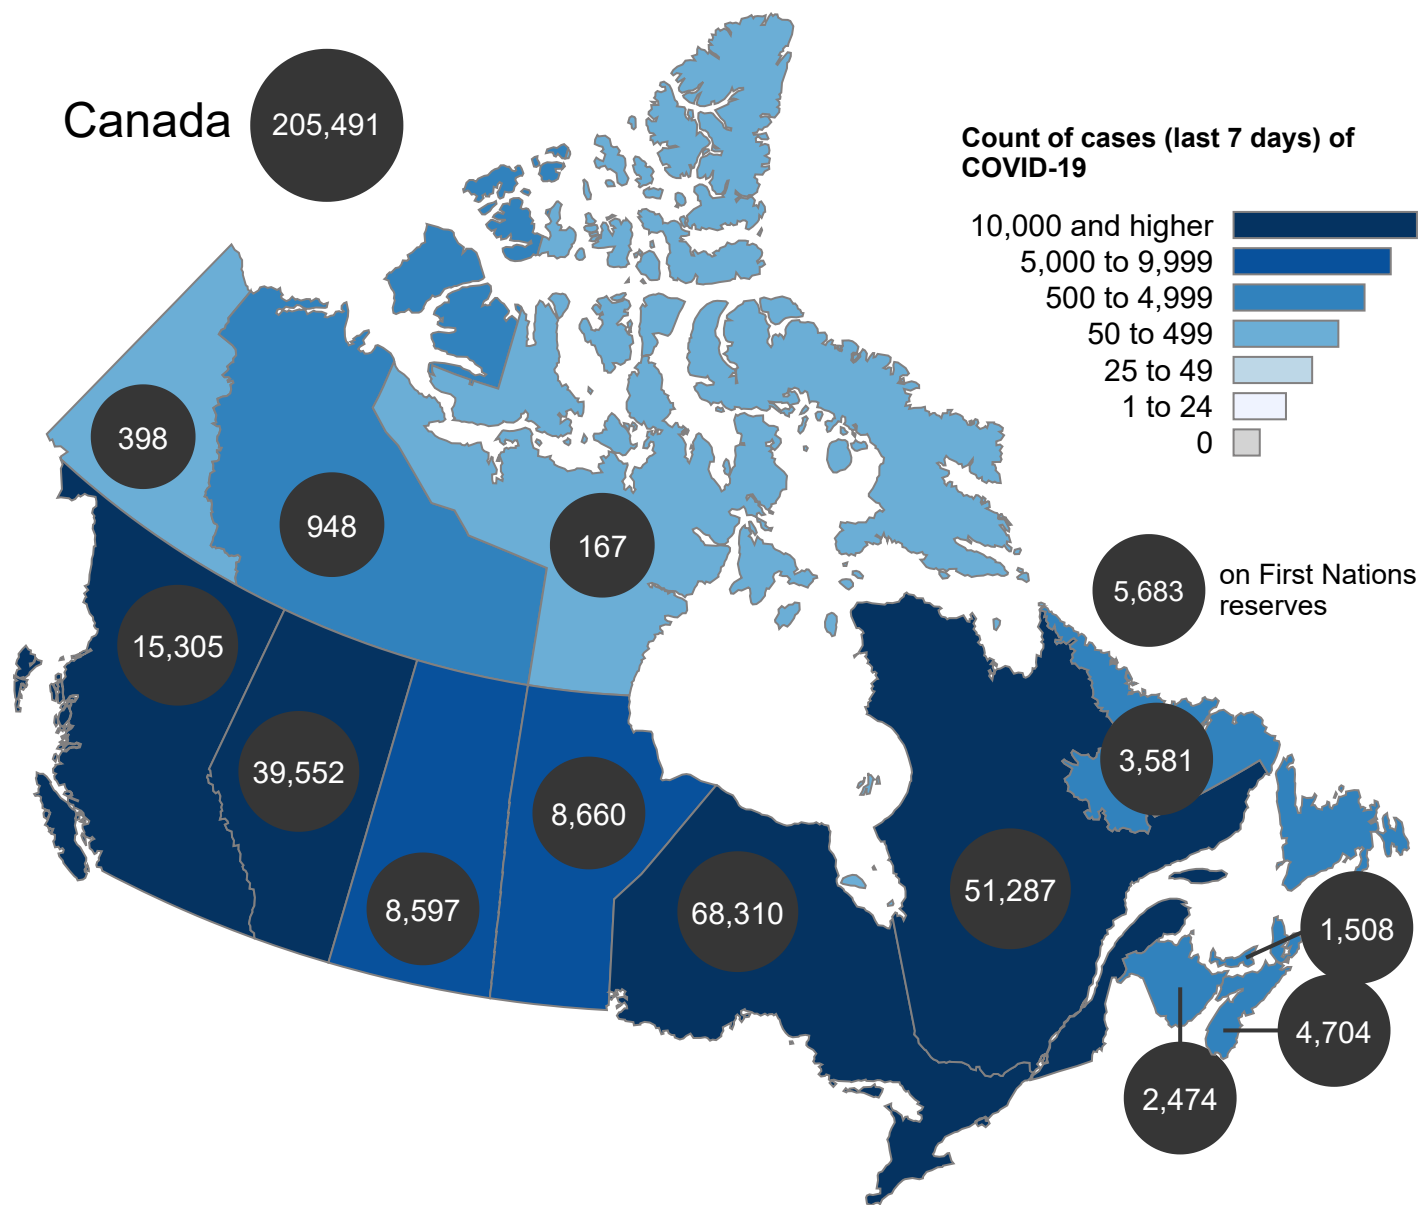 Canada
205,491
Count of cases (last 7 days) of
COVID-19
10,000 and higher
5,000 to 9,999
500 to 4,999
50 to 499
25 to 49
1 to 24
0
398
948
167
5,683
on First Nations
reserves
15,305
39,552
8,597
8,660
68,310
51,287
3,581
1,508
4,704
2,474